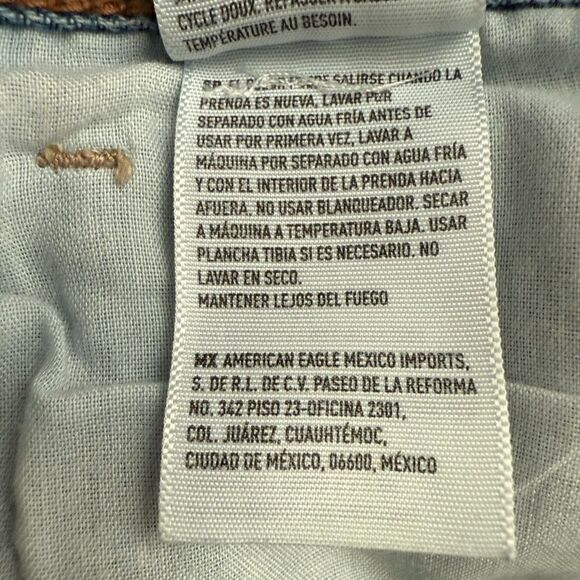 CYCLE DOUX. REPASSER
TEMPÉRATURE AU BESOIN.
SALIRSE CUANDO LA
PRENDA ES NUEVA, LAVAR POR
SEPARADO CON AGUA FRÍA ANTES DE
USAR POR PRIMERA VEZ. LAVAR A
MÁQUINA POR SEPARADO CON AGUA FRÍA
Y CON EL INTERIOR DE LA PRENDA HACIA
AFUERA. NO USAR BLANQUEADOR. SECAR
A MÁQUINA A TEMPERATURA BAJA. USAR
PLANCHA TIBIA SI ES NECESARIO. NO
LAVAR EN SECO.
MANTENER LEJOS DEL FUEGO
MX AMERICAN EAGLE MEXICO IMPORTS,
S. DE R.L. DE C.V. PASEO DE LA REFORMA
NO. 342 PISO 23-OFICINA 2301,
COL. JUÁREZ, CUAUHTÉMOC,
CIUDAD DE MÉXICO, 06600, MÉXICO